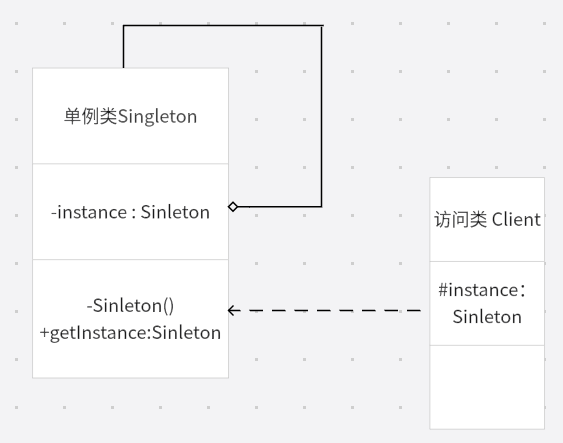 单例类Singleton
-instance : Sinleton
-Sinleton()
+getInstance:Sinleton
访问类 Client
#instance：
Sinleton